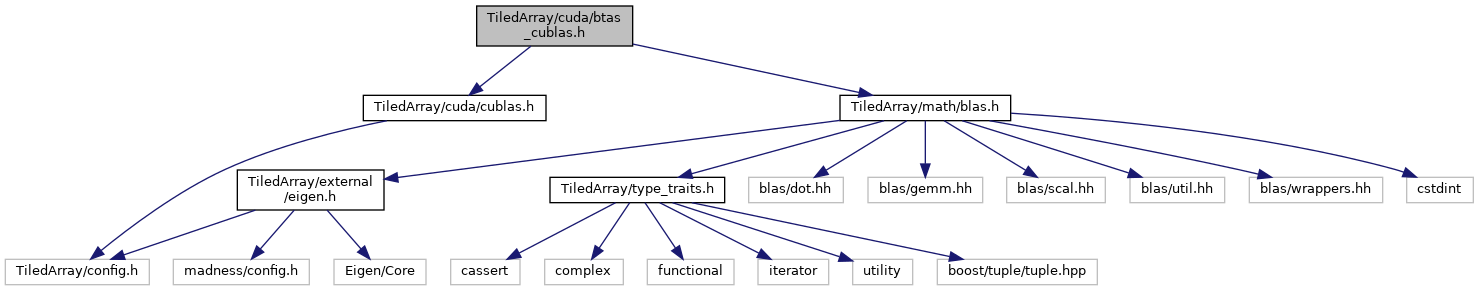 TiledArray/cuda/btas
_cublas.h
TiledArray/cuda/cublas.h
TiledArray/math/blas.h
TiledArray/external
/eigen.h
TiledArray/type_traits.h
blas/dot.hh
blas/gemm.hh
blas/scal.hh
blas/util.hh
blas/wrappers.hh
cstdint
TiledArray/config.h
madness/config.h
Eigen/Core
cassert
complex
functional
iterator
utility
boost/tuple/tuple.hpp